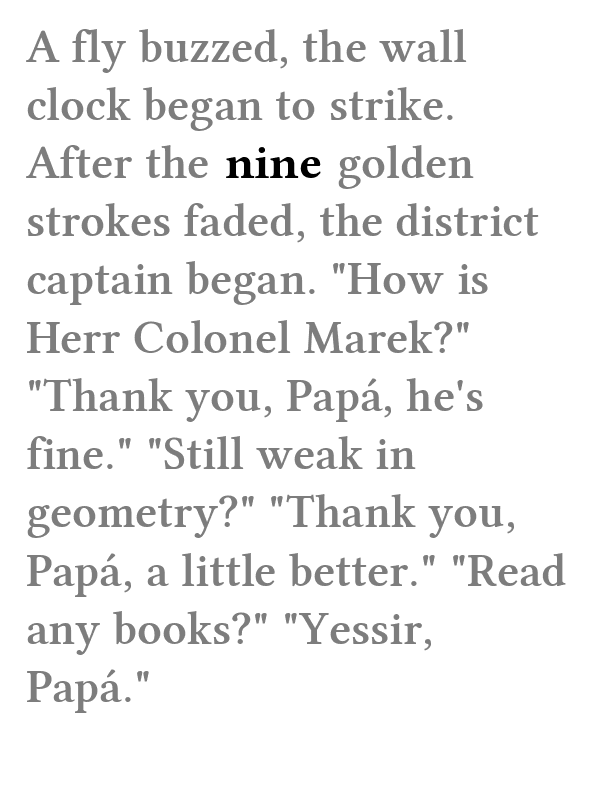 A fly buzzed, the wall
clock began to strike.
After the nine golden
strokes faded, the district
captain began. "How is
Herr Colonel Marek?"
"Thank you, Papá, he's
fine." "Still weak in
geometry?" "Thank you,
Papá, a little better." "Read
any books?" "Yessir,
Papá."